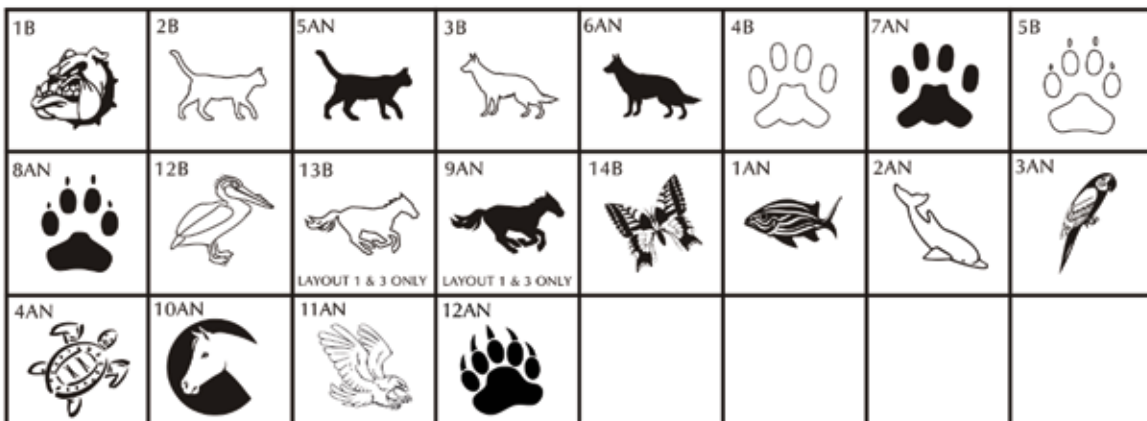 1B 2B 5AN 3B 6AN 4B 7AN 5B
8AN 12B 13B 9AN 14B 1AN 2AN 3AN
LAYOUT 1 & 3 ONLY LAYOUT 1 & 3 ONLY
4AN 10AN 11AN 12AN